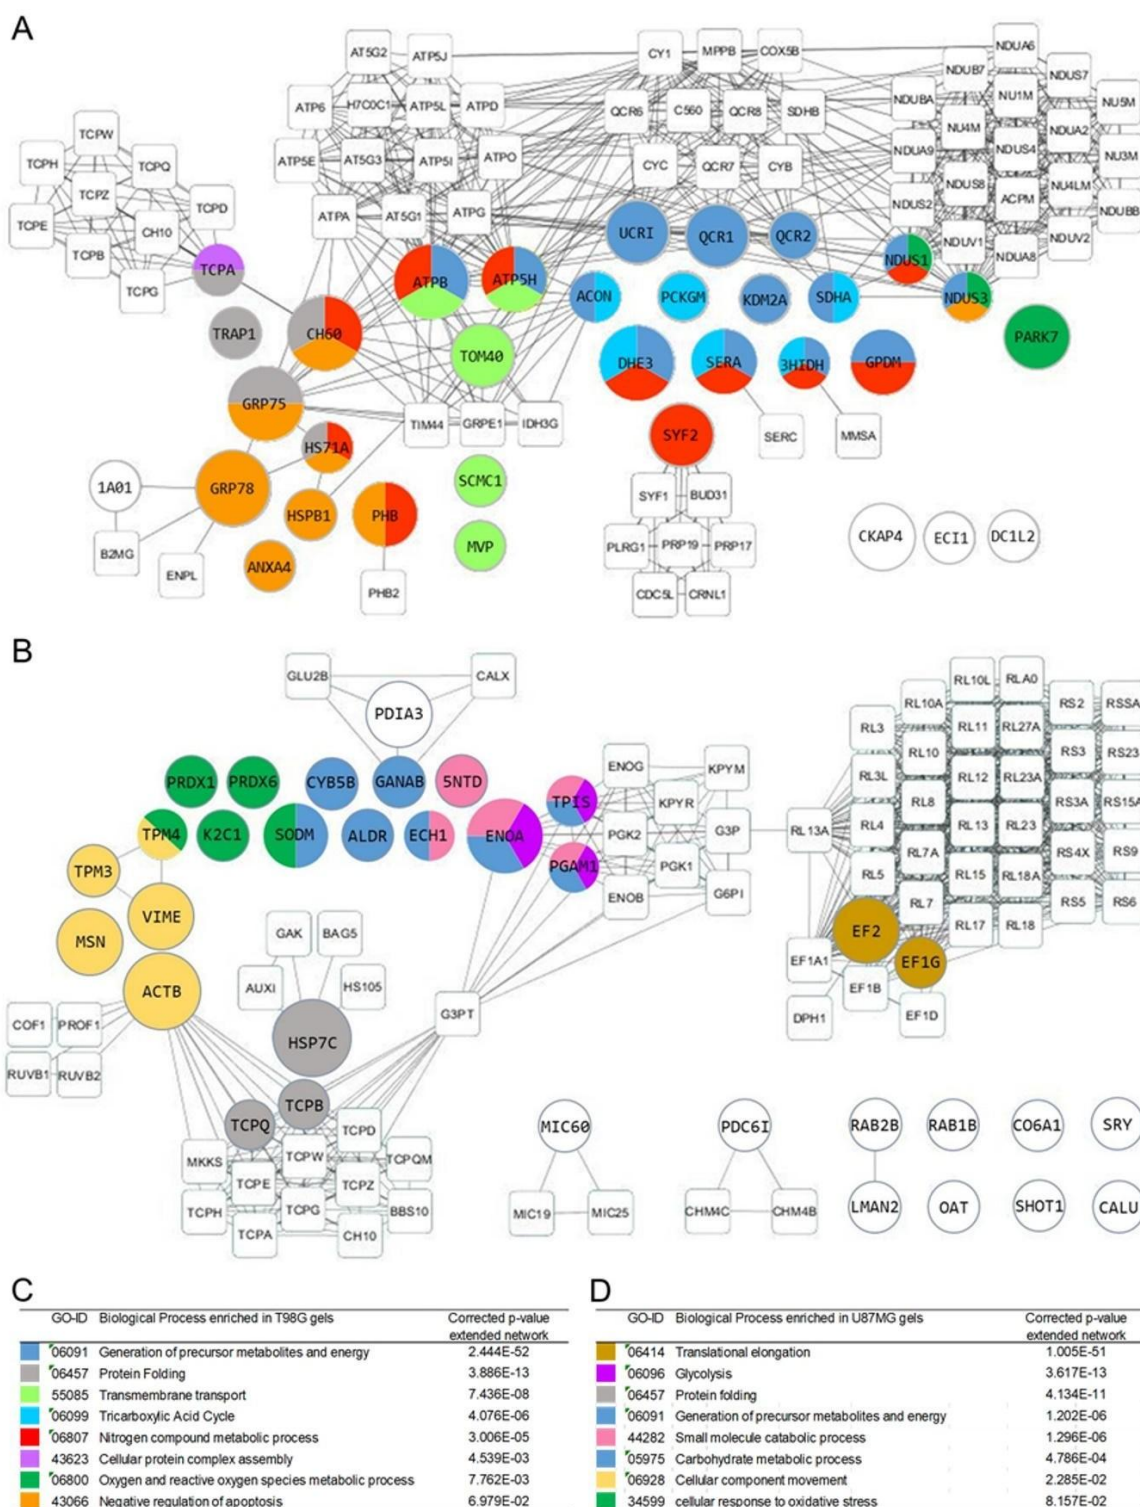 A
AT5G2 ATP5J CY1 MPPB COX5B NDUA6
NDUB7 NDUS7
ATP6 H7C0C1 ATP5L ATPD QCR6 C560 QCR8 SDHB NDUBA NU1M NU5M
TCPW NU4M NDUA2
TCPH TCPQ ATP5E AT5G3 ATP5I ATPO CYC QCR7 CYB NDUA9 NDUS4 NU3M
TCPZ NDUS8 NU4LM
TCPE TCPD ATPA AT5G1 ATPG NDUS2 ACPM NDUBB
CH10 UCRI QCR1 QCR2 NDUV1 NDUV2
TCPB TCPA NDUS1 NDUA8
TCPG ATPB ATP5H ACON PCKGM KDM2A SDHA NDUS3
TRAP1 CH60 PARK7
TOM40 DHE3 SERA 3HIDH GPDM
GRP75
TIM44 GRPE1 IDH3G SYF2 SERC MMSA
HS71A
1A01 GRP78 SCMC1 SYF1 BUD31
HSPB1 PHB
B2MG MVP PLRG1 PRP19 PRP17 CKAP4 ECI1 DC1L2
ENPL ANXA4
PHB2 CDC5L CRNL1
B
GLU2B CALX RL10L RLA0
PDIA3 RL10A RS2 RSSA
RL3 RL11 RL27A
PRDX1 PRDX6 CYB5B GANAB 5NTD ENOG KPYM RL10 RS3 RS23
RL3L RL12 RL23A
TPIS KPYR RL8 RS3A RS15A
TPM4 K2C1 SODM ALDR ECH1 ENOA PGK2 G3P RL13A RL4 RL13 RL23
TPM3 PGAM1 PGK1 RL7A RS4X RS9
RL5 RL15 RL18A
VIME ENOB G6PI RL7 RS5 RS6
MSN GAK BAG5 EF2 RL17 RL18
ACTB AUXI HS105 EF1A1 EF1G
EF1B
COF1 PROF1 HSP7C G3PT DPH1 EF1D
RUVB1 RUVB2
TCPB
TCPQ TCPD MIC60 PDC6I RAB2B RAB1B CO6A1 SRY
MKKS TCPW TCPQM
TCPE TCPZ
TCPH TCPG BBS10 MIC19 MIC25 CHM4C CHM4B LMAN2 OAT SHOT1 CALU
TCPA CH10
C
GO-ID Biological Process enriched in T98G gels Corrected p-value
extended network
06091 Generation of precursor metabolites and energy 2.444E-52
06457 Protein Folding 3.886E-13
55085 Transmembrane transport 7.436E-08
06099 Tricarboxylic Acid Cycle 4.076E-06
06807 Nitrogen compound metabolic process 3.006E-05
43623 Cellular protein complex assembly 4.539E-03
06800 Oxygen and reactive oxygen species metabolic process 7.762E-03
43066 Negative regulation of apoptosis 6.979E-02
D
GO-ID Biological Process enriched in U87MG gels Corrected p-value
extended network
06414 Translational elongation 1.005E-51
06096 Glycolysis 3.617E-13
06457 Protein folding 4.134E-11
06091 Generation of precursor metabolites and energy 1.202E-06
44282 Small molecule catabolic process 1.296E-06
05975 Carbohydrate metabolic process 4.786E-04
06928 Cellular component movement 2.285E-02
34599 cellular response to oxidative stress 8.157E-02